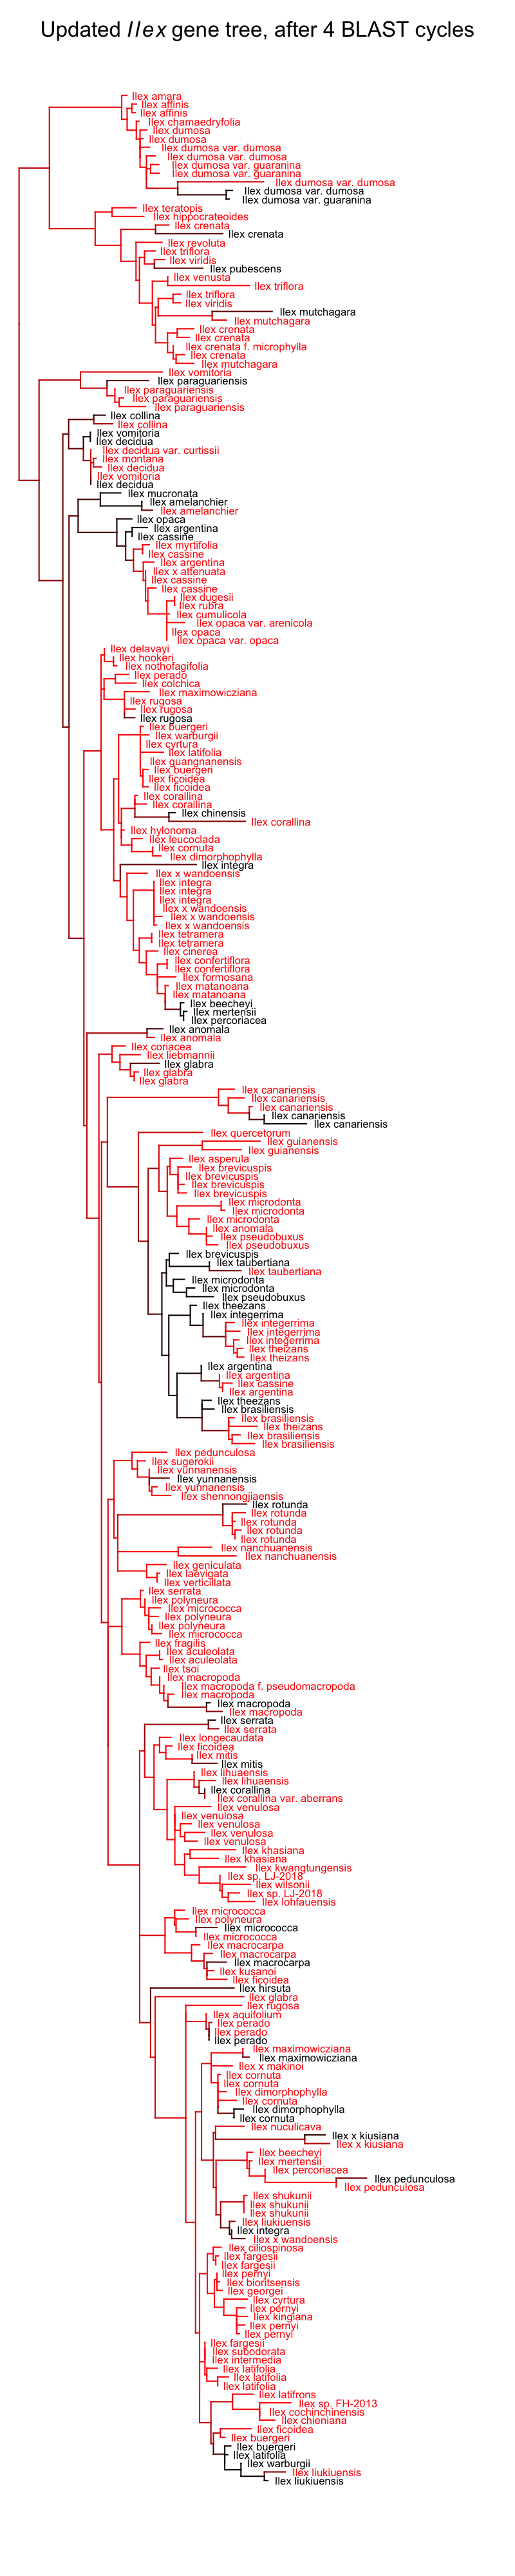 Updated Ilex gene tree, after 4 BLAST cycles
Ilex amara
Ilex affinis
Ilex affinis
Ilex chamaedryfolia
Ilex dumosa
Ilex dumosa
Ilex dumosa var. dumosa
Ilex dumosa var. dumosa
Ilex dumosa var. guaranina
Ilex dumosa var. guaranina
Ilex dumosa var. dumosa
Ilex dumosa var. dumosa
Ilex dumosa var. guaranina
Ilex teratopis
Ilex hippocrateoides
Ilex crenata
Ilex crenata
Ilex revoluta
Ilex triflora
Ilex viridis
Ilex pubescens
Ilex venusta
Ilex triflora
Ilex triflora
Ilex viridis
Ilex mutchagara
Ilex mutchagara
Ilex crenata
Ilex crenata
Ilex crenata f. microphylla
Ilex crenata
Ilex mutchagara
Ilex vomitoria
Ilex paraguariensis
Ilex paraguariensis
Ilex paraguariensis
Ilex paraguariensis
Ilex collina
Ilex collina
Ilex vomitoria
Ilex decidua
Ilex decidua var. curtissii
Ilex montana
Ilex decidua
Ilex vomitoria
Ilex decidua
Ilex mucronata
Ilex amelanchier
Ilex amelanchier
Ilex opaca
Ilex argentina
Ilex cassine
Ilex myrtifolia
Ilex cassine
Ilex argentina
Ilex x attenuata
Ilex cassine
Ilex cassine
Ilex dugesii
Ilex rubra
Ilex cumulicola
Ilex opaca var. arenicola
Ilex opaca
Ilex opaca var. opaca
Ilex delavayi
Ilex hookeri
Ilex nothofagifolia
Ilex perado
Ilex colchica
Ilex maximowicziana
Ilex rugosa
Ilex rugosa
Ilex rugosa
Ilex buergeri
Ilex warburgii
Ilex cyrtura
Ilex latifolia
Ilex guangnanensis
Ilex buergeri
Ilex ficoidea
Ilex ficoidea
Ilex corallina
Ilex corallina
Ilex chinensis
Ilex corallina
Ilex hylonoma
Ilex leucoclada
Ilex cornuta
Ilex dimorphophylla
Ilex integra
Ilex x wandoensis
Ilex integra
Ilex integra
Ilex integra
Ilex x wandoensis
Ilex x wandoensis
Ilex x wandoensis
Ilex tetramera
Ilex tetramera
Ilex cinerea
Ilex confertiflora
Ilex confertiflora
Ilex formosana
Ilex matanoana
Ilex matanoana
Ilex beecheyi
Ilex mertensii
Ilex percoriacea
Ilex anomala
Ilex anomala
Ilex coriacea
Ilex liebmannii
Ilex glabra
Ilex glabra
Ilex glabra
Ilex canariensis
Ilex canariensis
Ilex canariensis
Ilex canariensis
Ilex canariensis
Ilex quercetorum
Ilex guianensis
Ilex guianensis
Ilex asperula
Ilex brevicuspis
Ilex brevicuspis
Ilex brevicuspis
Ilex brevicuspis
Ilex microdonta
Ilex microdonta
Ilex microdonta
Ilex anomala
Ilex pseudobuxus
Ilex pseudobuxus
Ilex brevicuspis
Ilex taubertiana
Ilex taubertiana
Ilex microdonta
Ilex microdonta
Ilex pseudobuxus
Ilex theezans
Ilex integerrima
Ilex integerrima
Ilex integerrima
Ilex integerrima
Ilex theizans
Ilex theizans
Ilex argentina
Ilex argentina
Ilex cassine
Ilex argentina
Ilex theezans
Ilex brasiliensis
Ilex brasiliensis
Ilex theizans
Ilex brasiliensis
Ilex brasiliensis
Ilex pedunculosa
Ilex sugerokii
Ilex yunnanensis
Ilex yunnanensis
Ilex yunnanensis
Ilex shennongjiaensis
Ilex rotunda
Ilex rotunda
Ilex rotunda
Ilex rotunda
Ilex rotunda
Ilex nanchuanensis
Ilex nanchuanensis
Ilex geniculata
Ilex laevigata
Ilex verticillata
Ilex serrata
Ilex polyneura
Ilex micrococca
Ilex polyneura
Ilex polyneura
Ilex micrococca
Ilex fragilis
Ilex aculeolata
Ilex aculeolata
Ilex tsoi
Ilex macropoda
Ilex macropoda f. pseudomacropoda
Ilex macropoda
Ilex macropoda
Ilex macropoda
Ilex serrata
Ilex serrata
Ilex longecaudata
Ilex ficoidea
Ilex mitis
Ilex mitis
Ilex lihuaensis
Ilex lihuaensis
Ilex corallina
Ilex corallina var. aberrans
Ilex venulosa
Ilex venulosa
Ilex venulosa
Ilex venulosa
Ilex venulosa
Ilex khasiana
Ilex khasiana
Ilex kwangtungensis
Ilex sp. LJ-2018
Ilex wilsonii
Ilex sp. LJ-2018
Ilex lohfauensis
Ilex micrococca
Ilex polyneura
Ilex micrococca
Ilex micrococca
Ilex macrocarpa
Ilex macrocarpa
Ilex macrocarpa
Ilex kusanoi
Ilex ficoidea
Ilex hirsuta
Ilex glabra
Ilex rugosa
Ilex aquifolium
Ilex perado
Ilex perado
Ilex perado
Ilex maximowicziana
Ilex maximowicziana
Ilex x makinoi
Ilex cornuta
Ilex cornuta
Ilex dimorphophylla
Ilex cornuta
Ilex dimorphophylla
Ilex cornuta
Ilex nuculicava
Ilex x kiusiana
Ilex x kiusiana
Ilex beecheyi
Ilex mertensii
Ilex percoriacea
Ilex pedunculosa
Ilex pedunculosa
Ilex shukunii
Ilex shukunii
Ilex shukunii
Ilex liukiuensis
Ilex integra
Ilex x wandoensis
Ilex ciliospinosa
Ilex fargesii
Ilex fargesii
Ilex pernyi
Ilex bioritsensis
Ilex georgei
Ilex cyrtura
Ilex pernyi
Ilex kingiana
Ilex pernyi
Ilex pernyi
Ilex fargesii
Ilex subodorata
Ilex intermedia
Ilex latifolia
Ilex latifolia
Ilex latifolia
Ilex latifrons
Ilex sp. FH-2013
Ilex cochinchinensis
Ilex chieniana
Ilex ficoidea
Ilex buergeri
Ilex buergeri
Ilex latifolia
Ilex warburgii
Ilex liukiuensis
Ilex liukiuensis